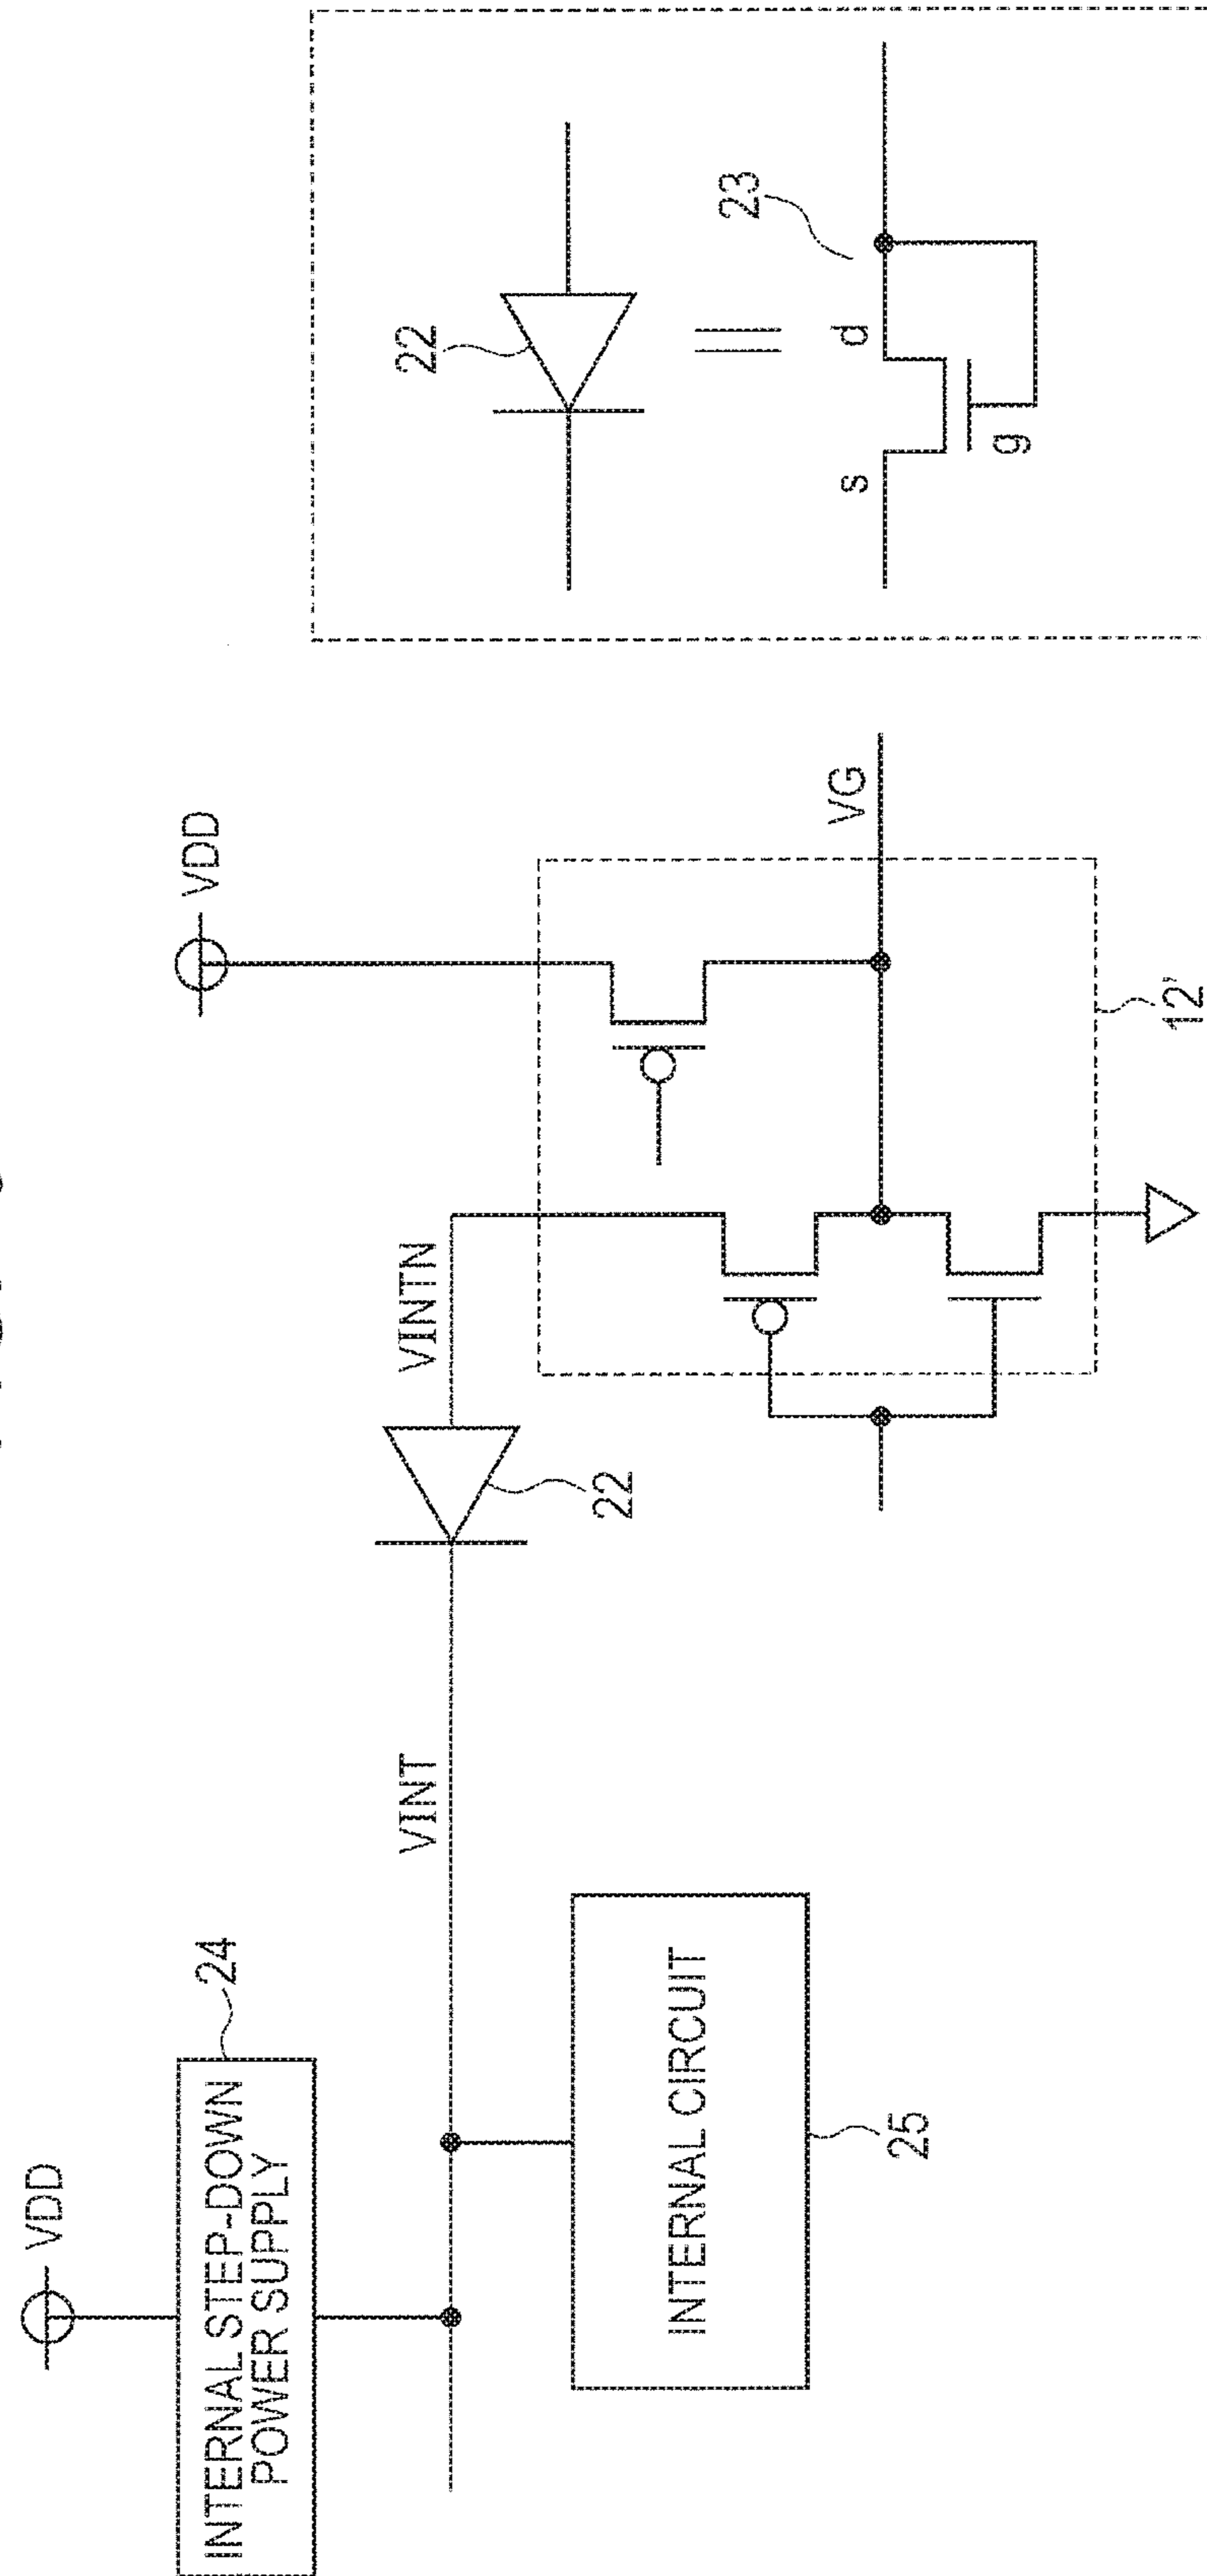 VDD
24
INTERNAL STEP-DOWN
POWER SUPPLY
VDD
VINT
VINTN
22
INTERNAL CIRCUIT
25
VG
12'
22
23
s
d
g